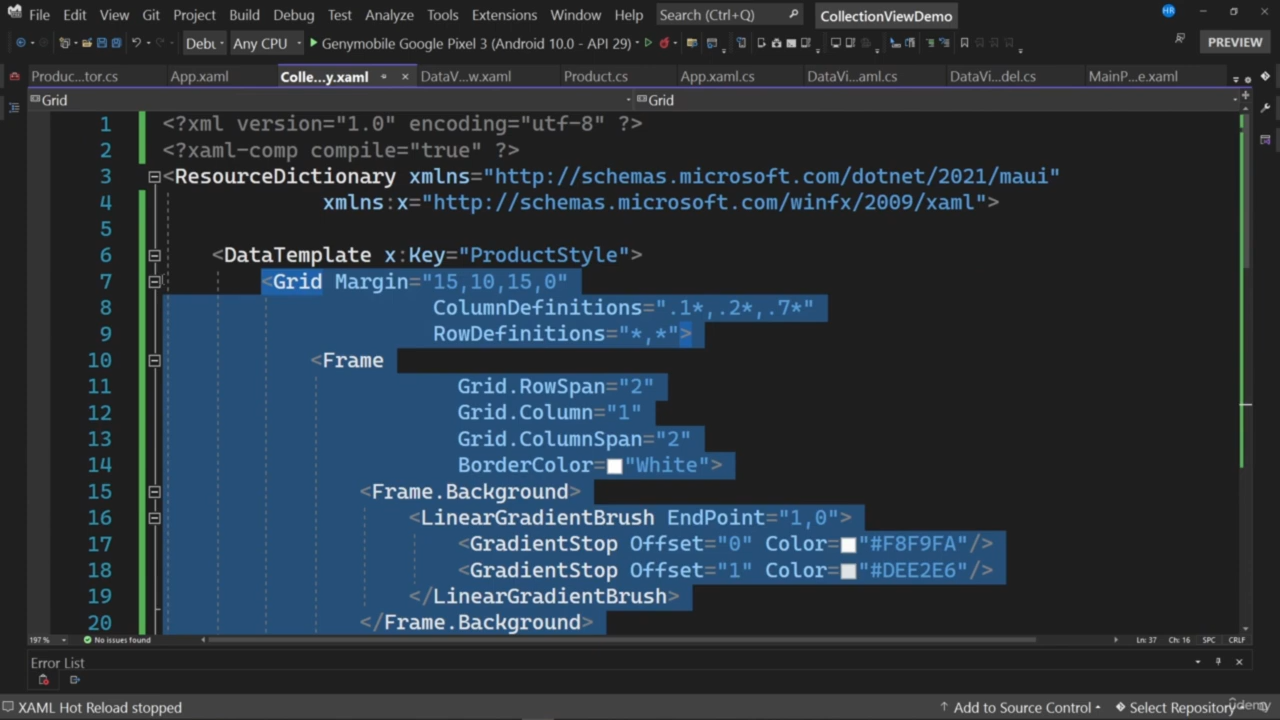 File Edit View Git Project Build Debug Test Analyze Tools Extensions Window Help Search (Ctrl+Q) CollectionViewDemo HR
Debu Any CPU Genymobile Google Pixel 3 (Android 10.0 - API 29) PREVIEW
Produc...tor.cs App.xaml Colle...y.xaml DataV...w.xaml Product.cs App.xaml.cs DataVi...aml.cs DataVi...del.cs MainP...e.xaml
Grid Grid
1 <?xml version="1.0" encoding="utf-8" ?>
2 <?xaml-comp compile="true" ?>
3 <ResourceDictionary xmlns="http://schemas.microsoft.com/dotnet/2021/maui"
4 xmlns:x="http://schemas.microsoft.com/winfx/2009/xaml">
5
6 <DataTemplate x:Key="ProductStyle">
7 <Grid Margin="15,10,15,0"
8 ColumnDefinitions=".1*,.2*,.7*"
9 RowDefinitions="*,*">
10 <Frame
11 Grid.RowSpan="2"
12 Grid.Column="1"
13 Grid.ColumnSpan="2"
14 BorderColor="White">
15 <Frame.Background>
16 <LinearGradientBrush EndPoint="1,0">
17 <GradientStop Offset="0" Color="#F8F9FA"/>
18 <GradientStop Offset="1" Color="#DEE2E6"/>
19 </LinearGradientBrush>
20 </Frame.Background>
197 % No issues found Ln: 37 Ch: 16 SPC CRLF
Error List
XAML Hot Reload stopped Add to Source Control Select Repository
Udemy